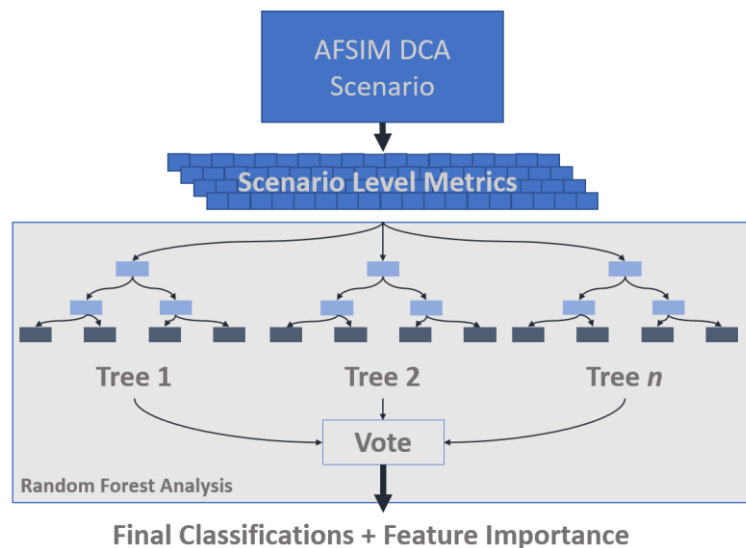 AFSIM DCA
Scenario
Scenario Level Metrics
Tree 1
Tree 2
Tree n
Vote
Random Forest Analysis
Final Classifications + Feature Importance